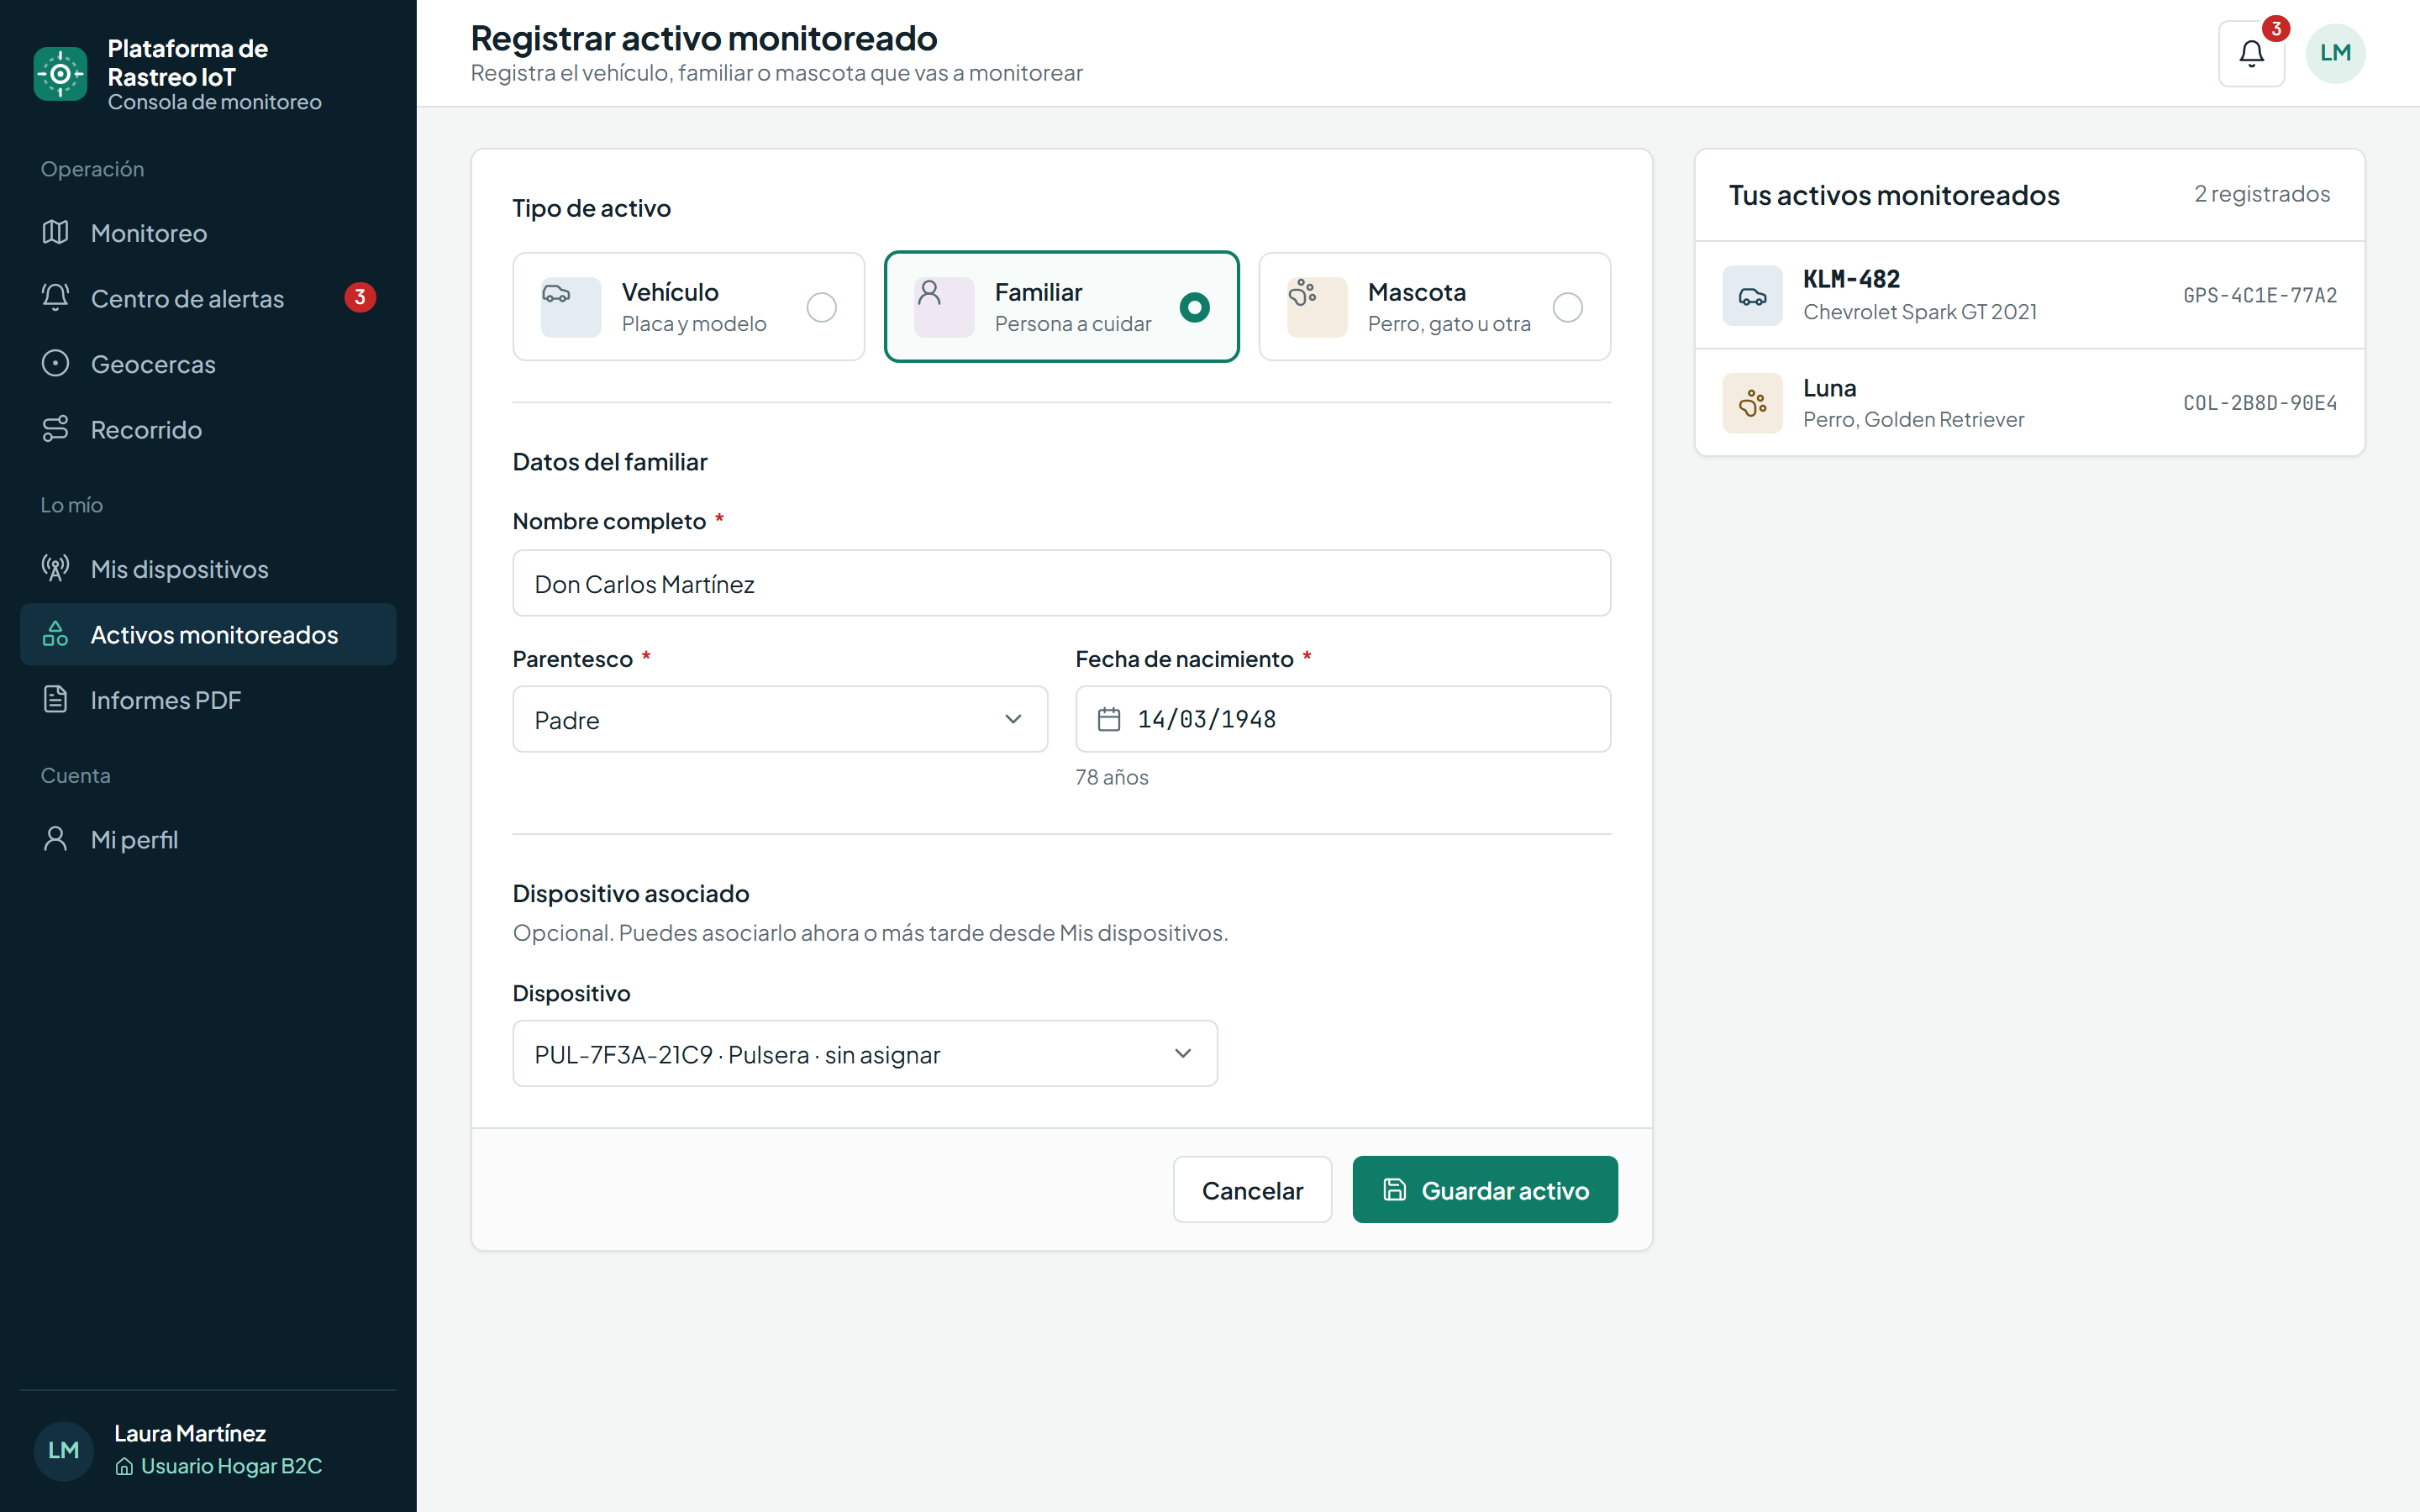 Plataforma de
Rastreo IoT
Consola de monitoreo
Operación
Monitoreo
Centro de alertas 3
Geocercas
Recorrido
Lo mío
Mis dispositivos
Activos monitoreados
Informes PDF
Cuenta
Mi perfil
LM
Laura Martínez
Usuario Hogar B2C
Registrar activo monitoreado
Registra el vehículo, familiar o mascota que vas a monitorear
3
LM
Tipo de activo
Vehículo
Placa y modelo
Familiar
Persona a cuidar
Mascota
Perro, gato u otra
Datos del familiar
Nombre completo *
Don Carlos Martínez
Parentesco *
Padre
Fecha de nacimiento *
14/03/1948
78 años
Dispositivo asociado
Opcional. Puedes asociarlo ahora o más tarde desde Mis dispositivos.
Dispositivo
PUL-7F3A-21C9 · Pulsera · sin asignar
Cancelar
Guardar activo
Tus activos monitoreados
2 registrados
KLM-482
Chevrolet Spark GT 2021
GPS-4C1E-77A2
Luna
Perro, Golden Retriever
COL-2B8D-90E4